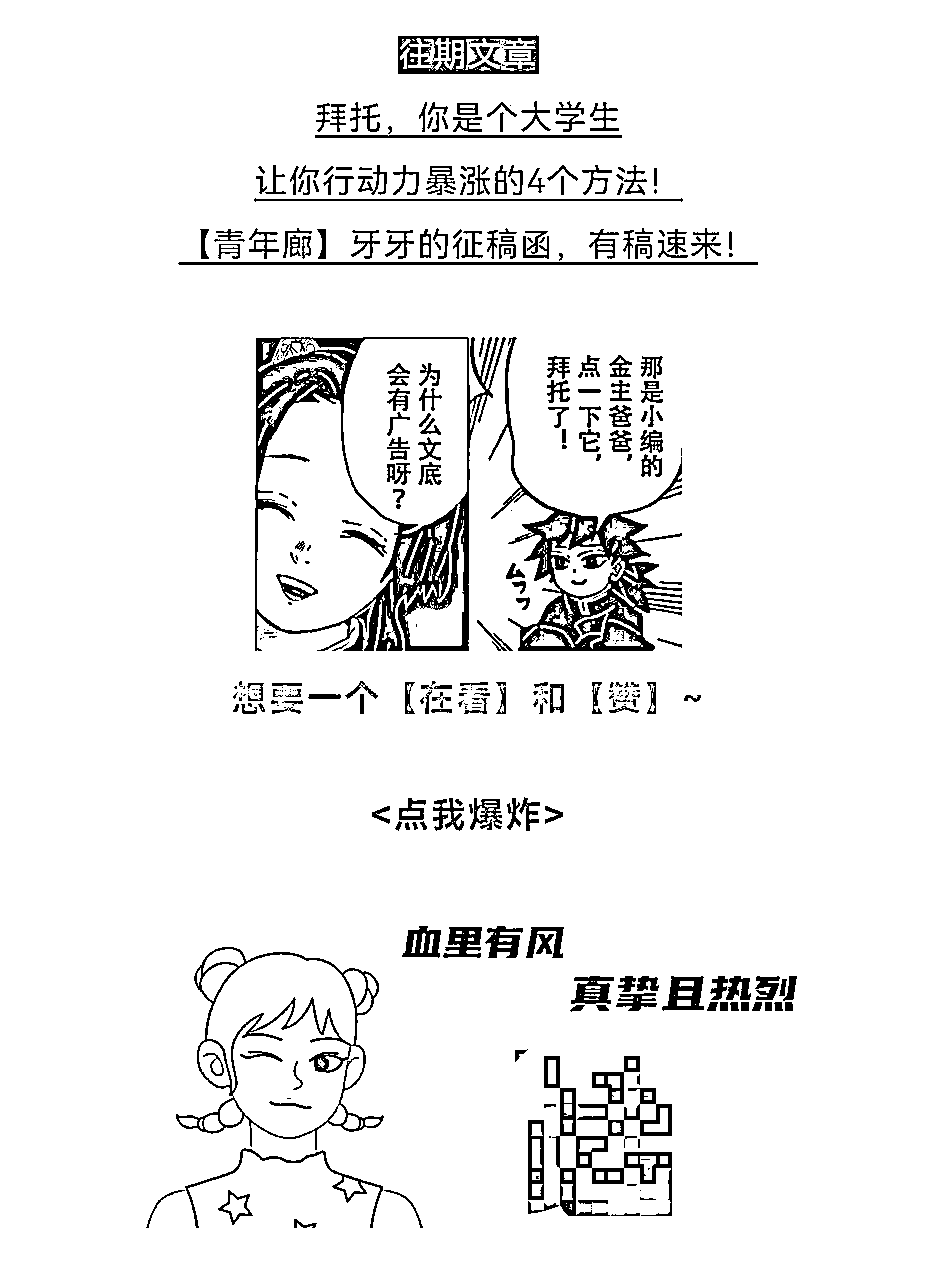 往期文章
拜托，你是个大学生
让你行动力暴涨的4个方法！
【青年廊】牙牙的征稿函，有稿速来！
为什么文底
会有广告呀？
那是小编的
金主爸爸，
点一下它，
拜托了！
ムフフ
想要一个【在看】和【赞】~
<点我爆炸>
血里有风
真挚且热烈